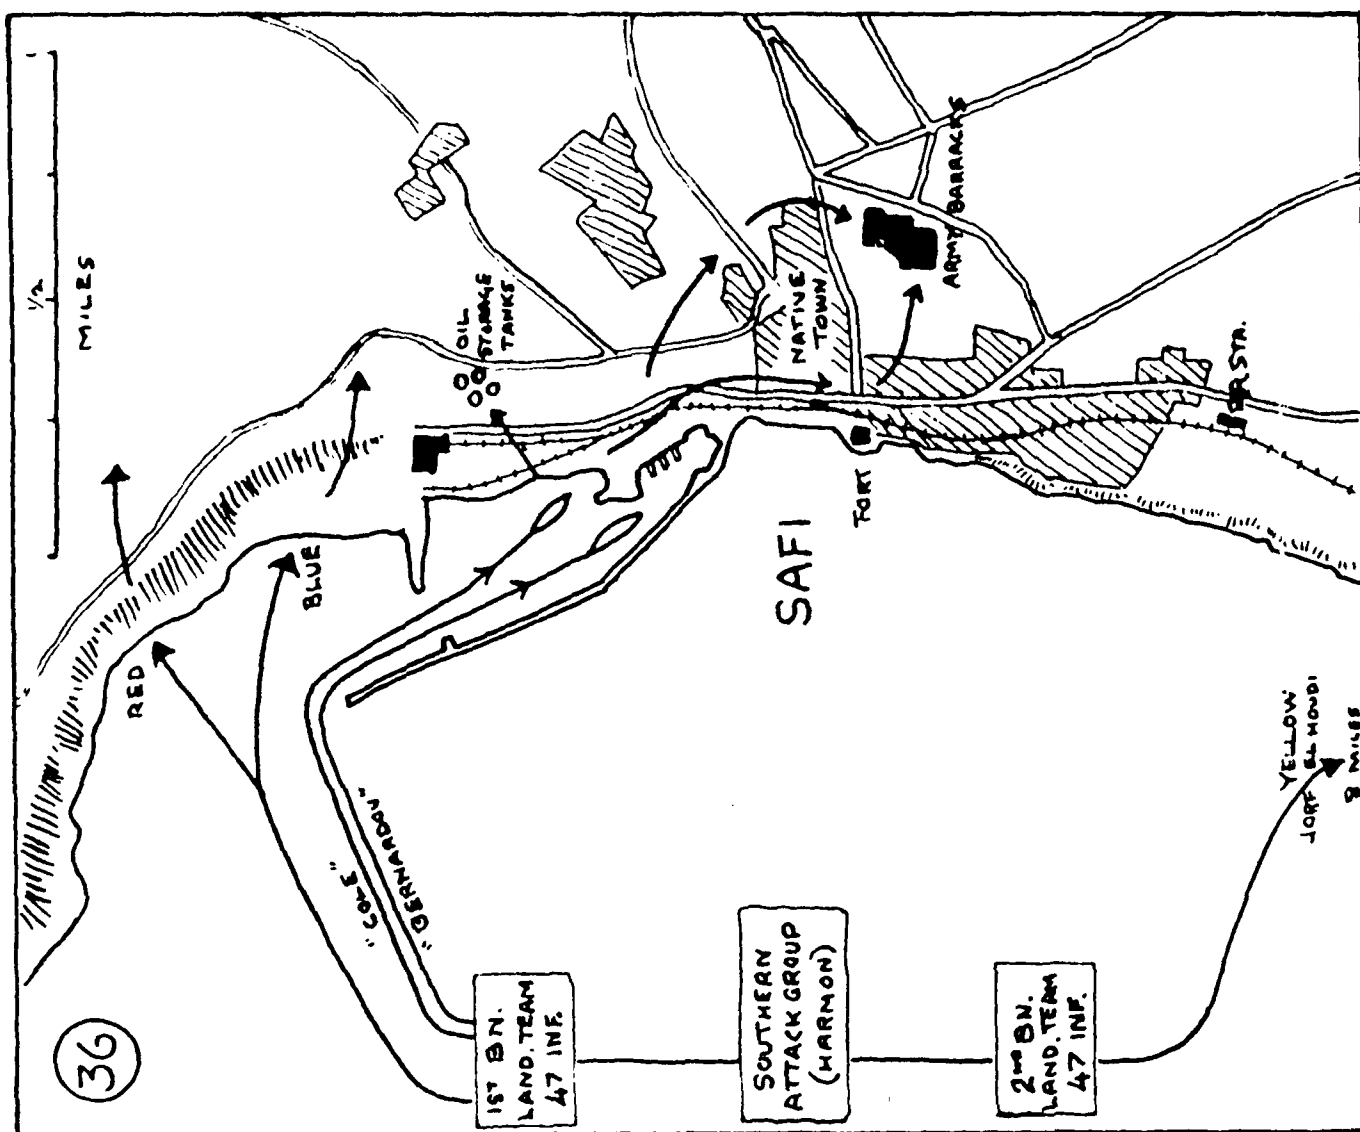 36
RED
BLUE
1/2
MILES
OIL
STORAGE
TANKS
"COLE"
"BERNARDOU"
1ST BN.
LAND. TEAM
47 INF.
SOUTHERN
ATTACK GROUP
(HARMON)
2ND BN.
LAND. TEAM
47 INF.
SAFI
FORT
NATIVE
TOWN
ARMY BARRACKS
YELLOW
JORF EL HOUDI
8 MILES